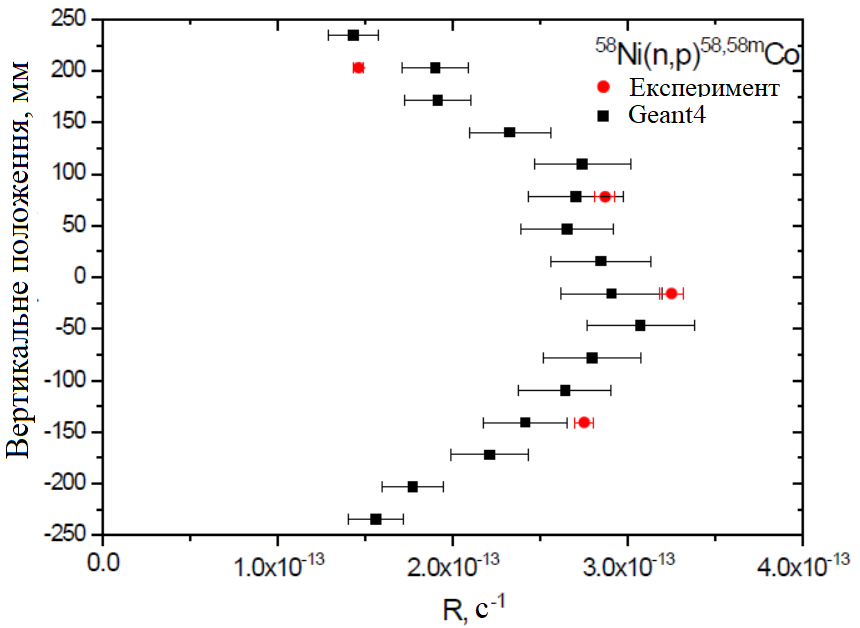 Вертикальне положення, мм
250
200
150
100
50
0
-50
-100
-150
-200
-250
⁵⁸Ni(n,p)⁵⁸,⁵⁸ᵐCo
Експеримент
Geant4
0.0
1.0x10⁻¹³
2.0x10⁻¹³
3.0x10⁻¹³
4.0x10⁻¹³
R, с⁻¹